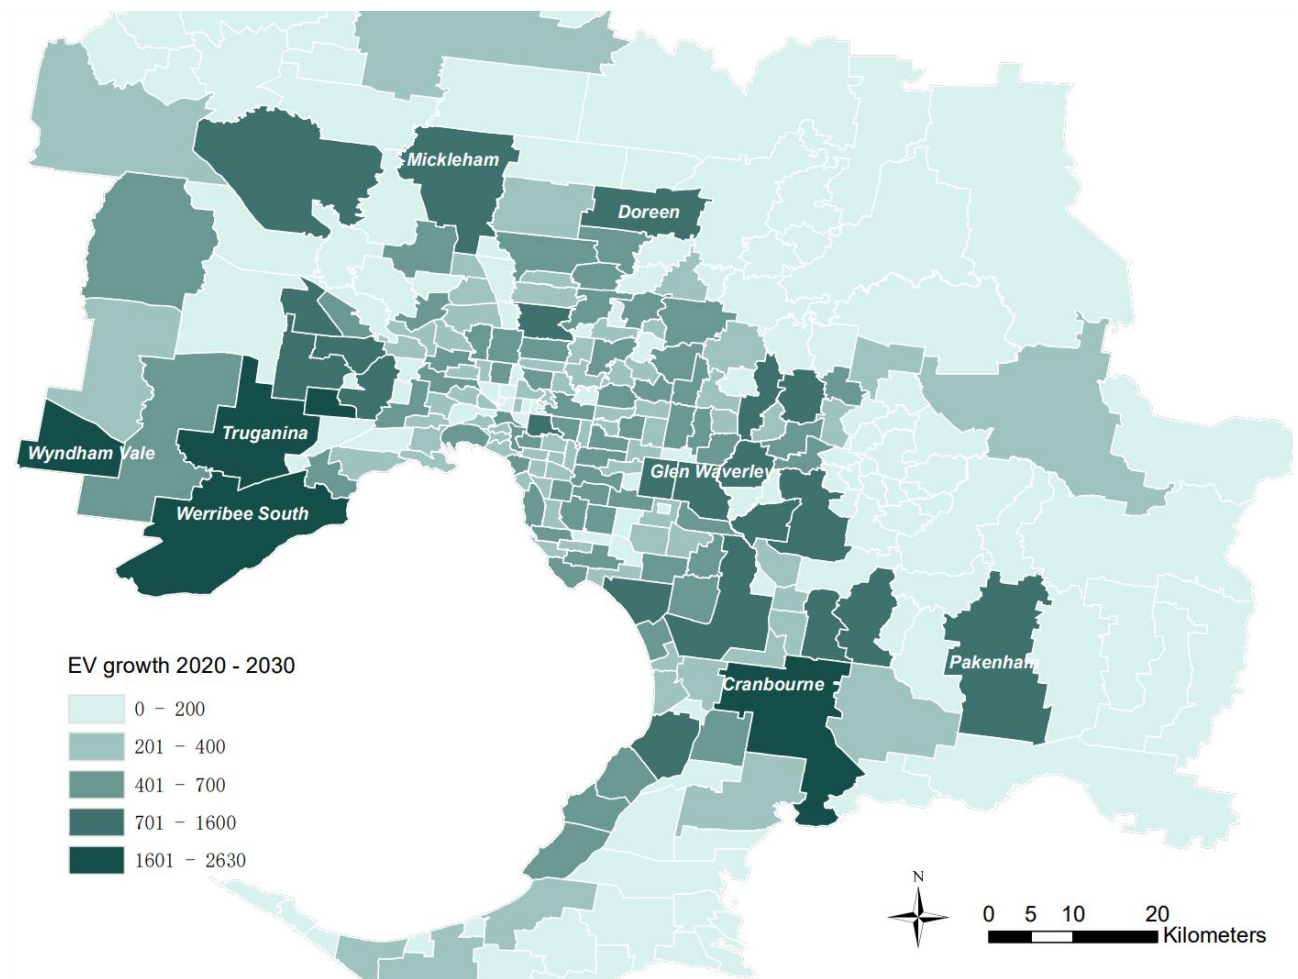 Mickleham
Doreen
Truganina
Wyndham Vale
Glen Waverley
Werribee South
EV growth 2020 - 2030
0 - 200
201 - 400
401 - 700
701 - 1600
1601 - 2630
Pakenham
Cranbourne
N
0 5 10 20
Kilometers